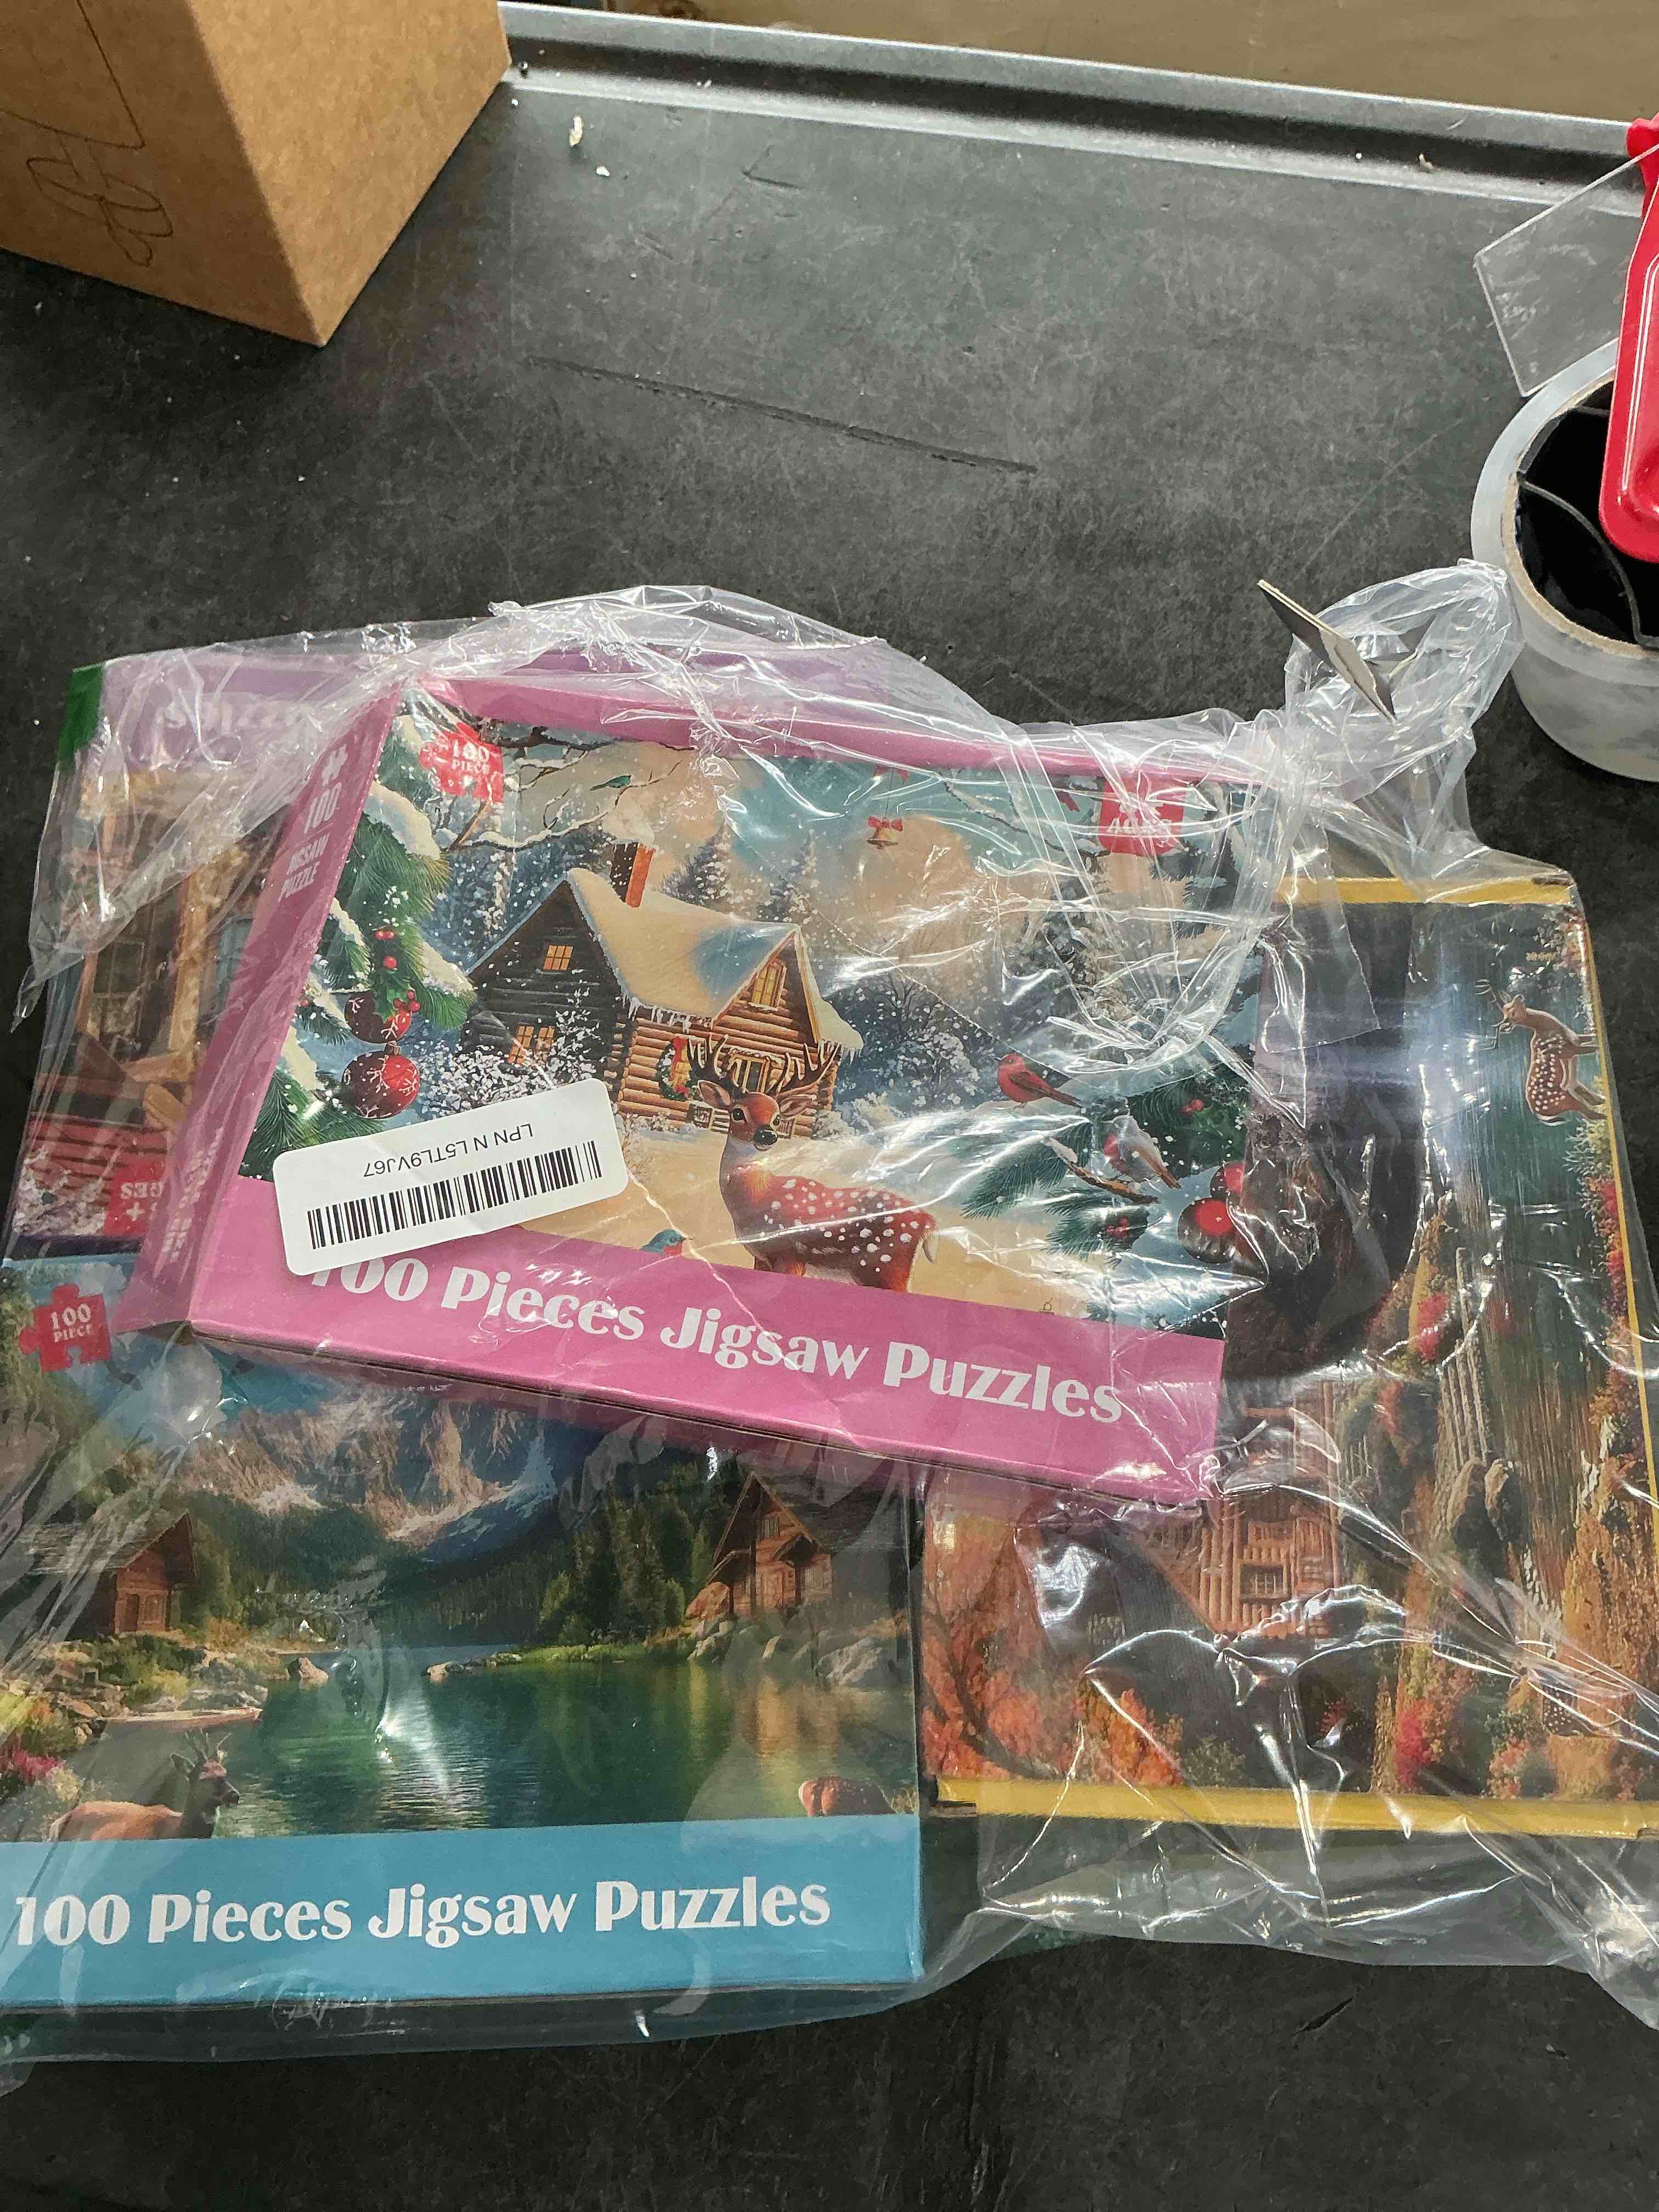 100
PIECE
100
JIGSAW
PUZZLE
LPN N L5TL9VJ67
100 Pieces Jigsaw Puzzles
100
PIECE
100 Pieces Jigsaw Puzzles